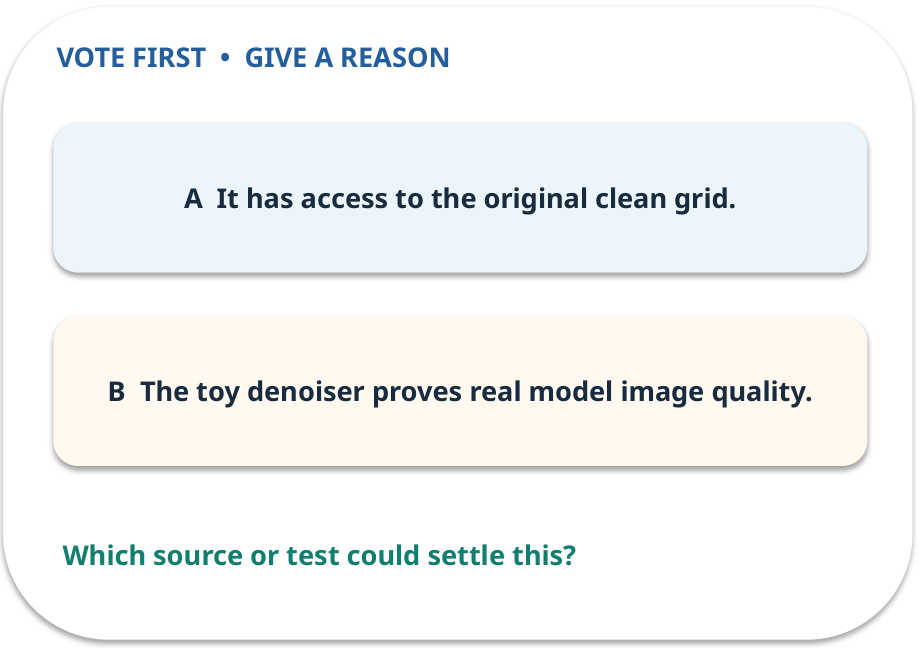 VOTE FIRST • GIVE A REASON
A It has access to the original clean grid.
B The toy denoiser proves real model image quality.
Which source or test could settle this?